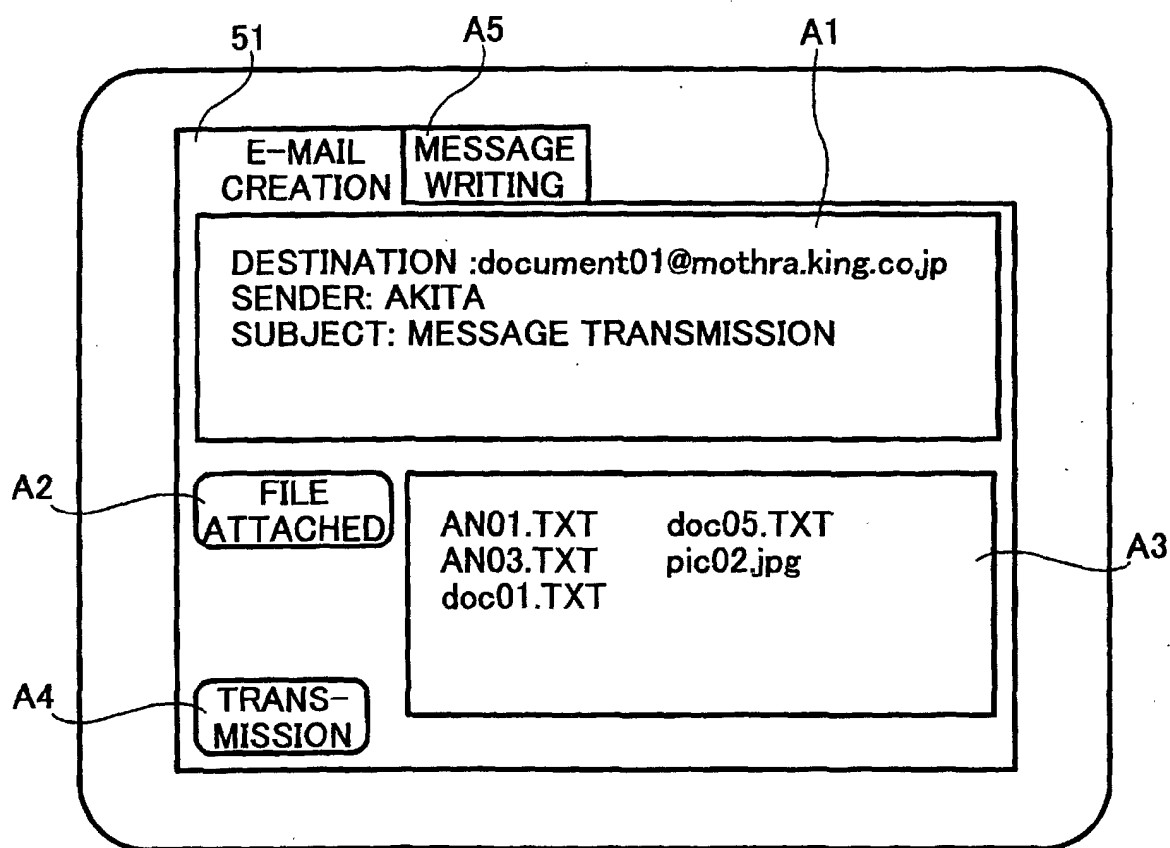 51
A5
A1
E-MAIL
CREATION
MESSAGE
WRITING
DESTINATION :document01@mothra.king.co.jp
SENDER: AKITA
SUBJECT: MESSAGE TRANSMISSION
A2
FILE
ATTACHED
AN01.TXT doc05.TXT
AN03.TXT pic02.jpg
doc01.TXT
A3
A4
TRANS-
MISSION